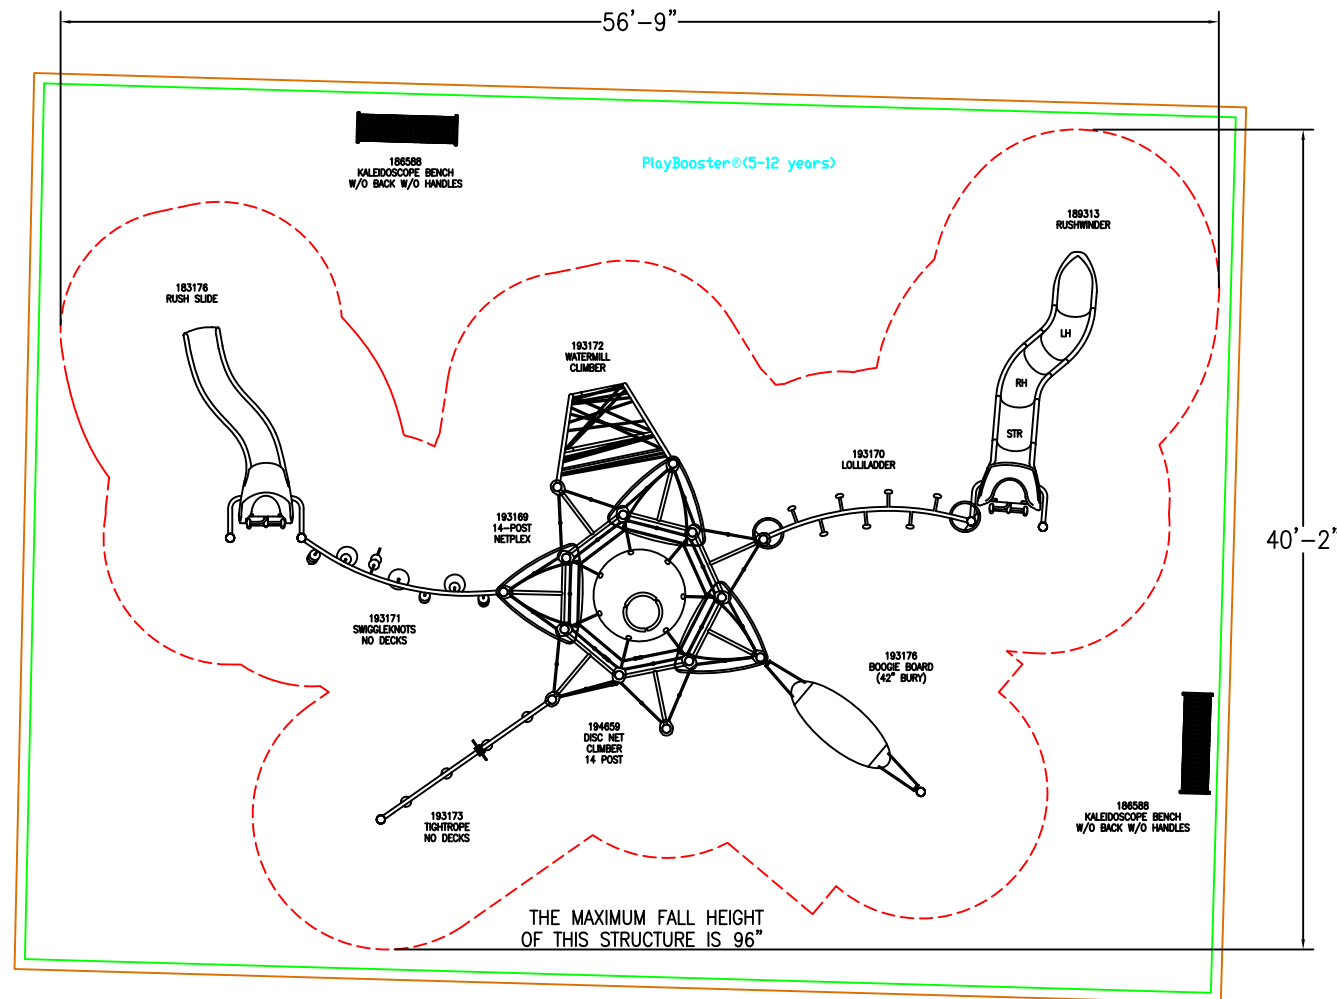 56'-9"
186588
KALEIDOSCOPE BENCH
W/O BACK W/O HANDLES
PlayBooster®(5-12 years)
189313
RUSHWINDER
183176
RUSH SLIDE
LH
193172
WATERMILL
CLIMBER
RH
STR
193170
LOLLILADDER
193169
14-POST
NETPLEX
40'-2"
193171
SWIGGLEKNOTS
NO DECKS
193176
BOOGIE BOARD
(42" BURY)
194659
DISC NET
CLIMBER
14 POST
186588
KALEIDOSCOPE BENCH
W/O BACK W/O HANDLES
193173
TIGHTROPE
NO DECKS
THE MAXIMUM FALL HEIGHT
OF THIS STRUCTURE IS 96"